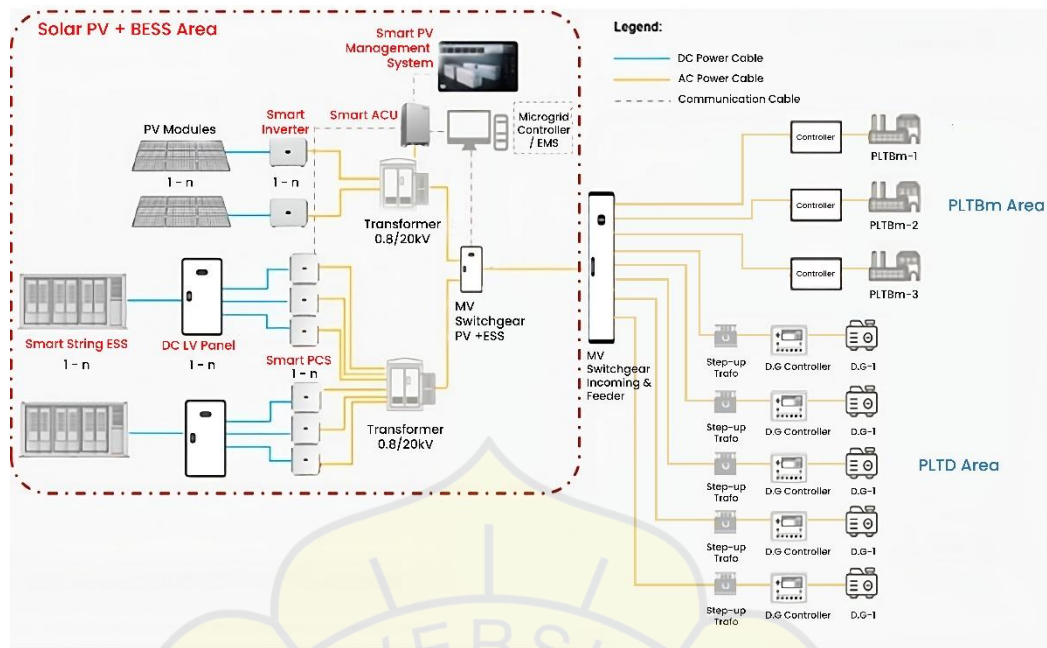 Solar PV + BESS Area
Smart PV
Management
System
Legend:
DC Power Cable
AC Power Cable
Communication Cable
PV Modules
Smart
Inverter
Smart ACU
Microgrid
Controller
/ EMS
1 - n
1 - n
Transformer
0.8/20kV
Controller
PLTBm-1
Controller
PLTBm-2
PLTBm Area
Controller
PLTBm-3
MV
Switchgear
PV +ESS
Smart String ESS
1 - n
DC LV Panel
1 - n
Smart PCS
1 - n
MV
Switchgear
Incoming &
Feeder
Transformer
0.8/20kV
Step-up
Trafo
D.G Controller
D.G-1
Step-up
Trafo
D.G Controller
D.G-1
PLTD Area
Step-up
Trafo
D.G Controller
D.G-1
Step-up
Trafo
D.G Controller
D.G-1
Step-up
Trafo
D.G Controller
D.G-1